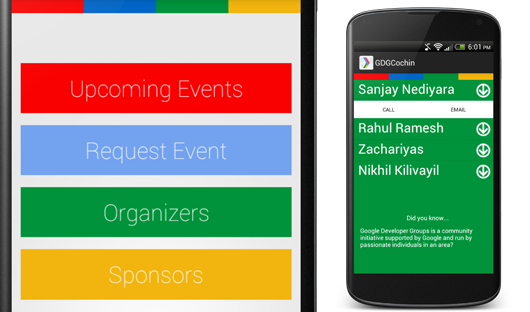 Upcoming Events
Request Event
Organizers
Sponsors
6:01 PM
GDGCochin
Sanjay Nediyara
CALL EMAIL
Rahul Ramesh
Zachariyas
Nikhil Kilivayil
Did you know...
Google Developer Groups is a community
initiative supported by Google and run by
passionate individuals in an area?